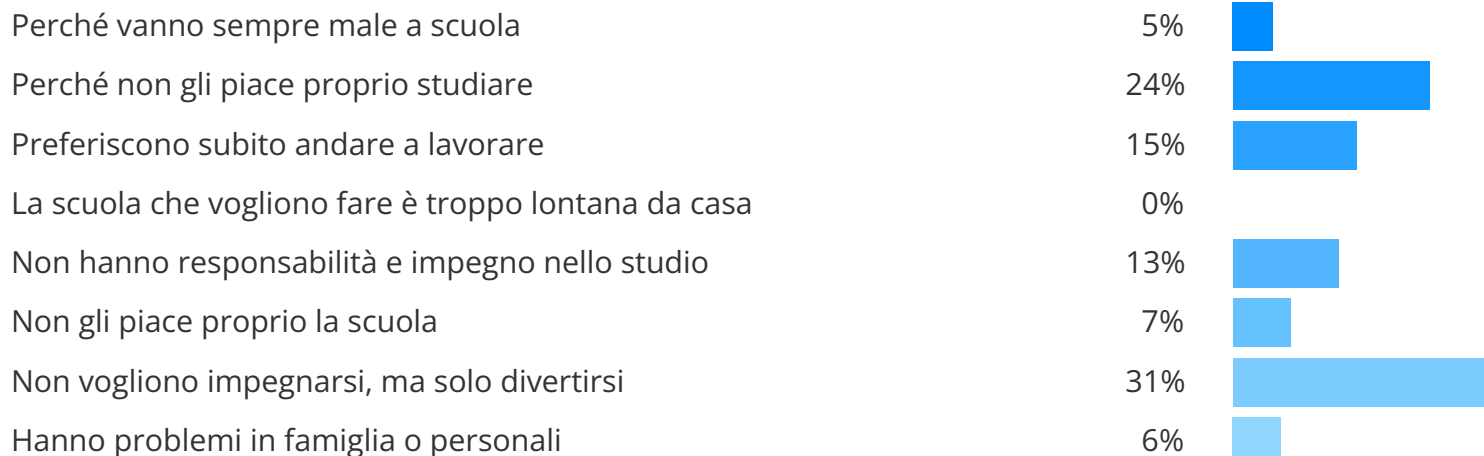 Perché vanno sempre male a scuola 5%
Perché non gli piace proprio studiare 24%
Preferiscono subito andare a lavorare 15%
La scuola che vogliono fare è troppo lontana da casa 0%
Non hanno responsabilità e impegno nello studio 13%
Non gli piace proprio la scuola 7%
Non vogliono impegnarsi, ma solo divertirsi 31%
Hanno problemi in famiglia o personali 6%